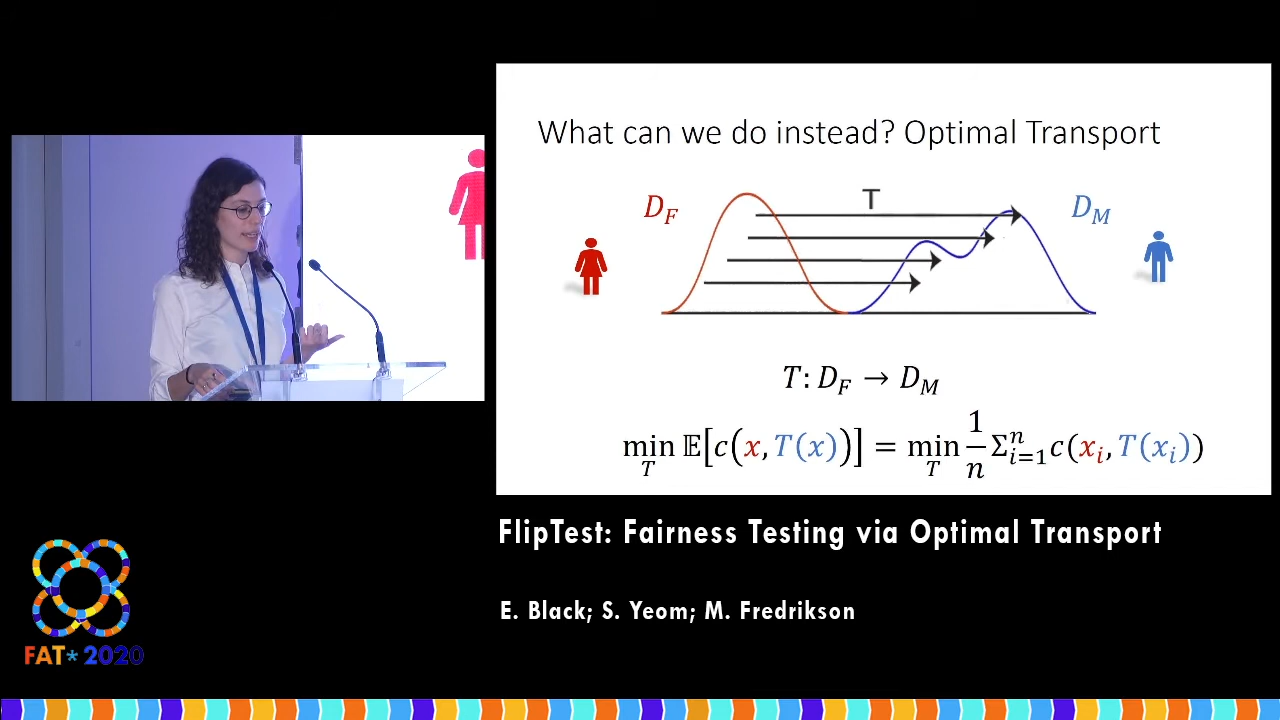 What can we do instead? Optimal Transport
D_F
T
D_M
T: D_F → D_M
min_T 𝔼[c(x, T(x))] = min_T 1/n Σ_{i=1}^n c(x_i, T(x_i))
FlipTest: Fairness Testing via Optimal Transport
E. Black; S. Yeom; M. Fredrikson
FAT* 2020